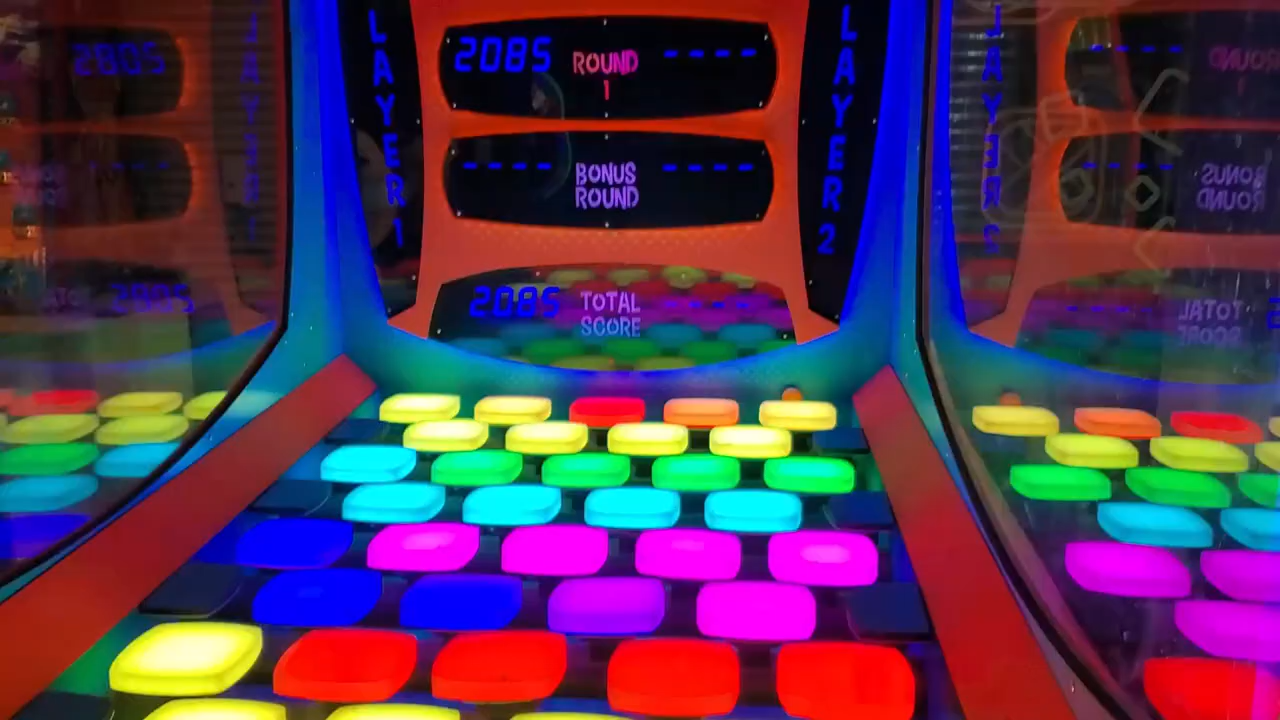 PLAYER 1
2085 ROUND ----
1
---- BONUS ----
ROUND
2085 TOTAL ----
SCORE
PLAYER 2